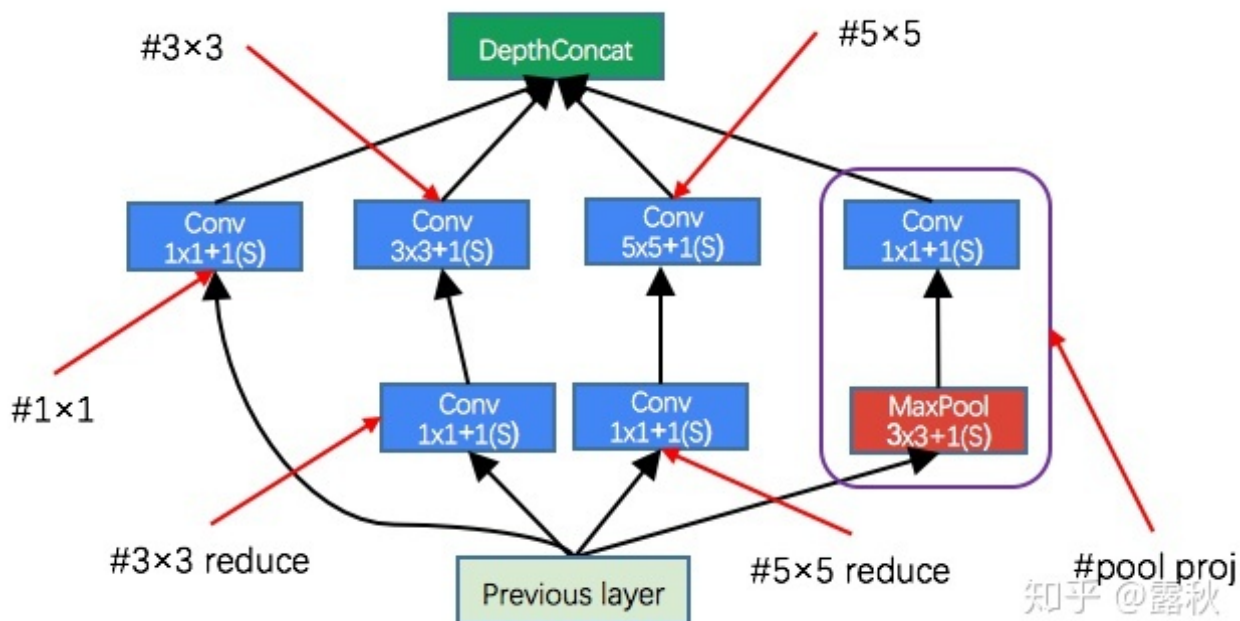 #3×3
DepthConcat
#5×5
Conv
1x1+1(S)
Conv
3x3+1(S)
Conv
5x5+1(S)
Conv
1x1+1(S)
#1×1
Conv
1x1+1(S)
Conv
1x1+1(S)
MaxPool
3x3+1(S)
#3×3 reduce
Previous layer
#5×5 reduce
#pool proj
知乎 @露秋